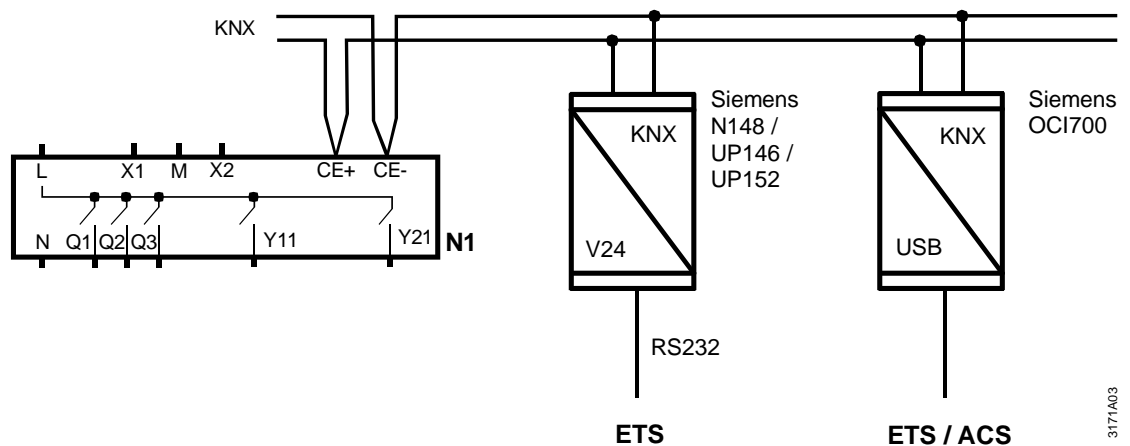 KNX
Siemens
N148 /
UP146 /
UP152
KNX
V24
Siemens
OCI700
KNX
USB
L X1 M X2 CE+ CE-
N Q1 Q2 Q3 Y11 Y21
N1
RS232
ETS
ETS / ACS
3171A03